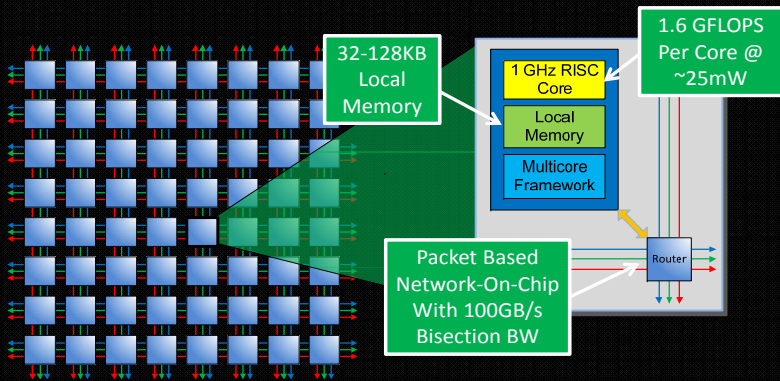 32-128KB
Local
Memory
1 GHz RISC
Core
Local
Memory
Multicore
Framework
1.6 GFLOPS
Per Core @
~25mW
Packet Based
Network-On-Chip
With 100GB/s
Bisection BW
Router